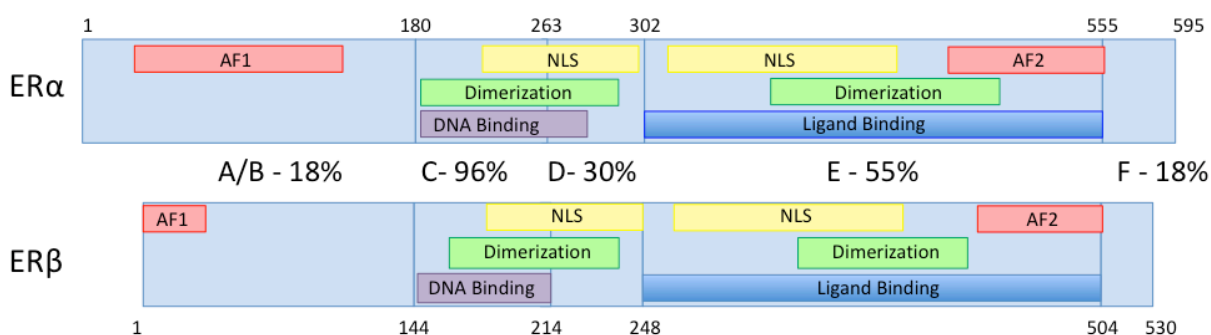 1 180 263 302 555 595
AF1 NLS NLS AF2
ERα Dimerization Dimerization
DNA Binding Ligand Binding
A/B - 18% C- 96% D- 30% E - 55% F - 18%
AF1 NLS NLS AF2
ERβ Dimerization Dimerization
DNA Binding Ligand Binding
1 144 214 248 504 530